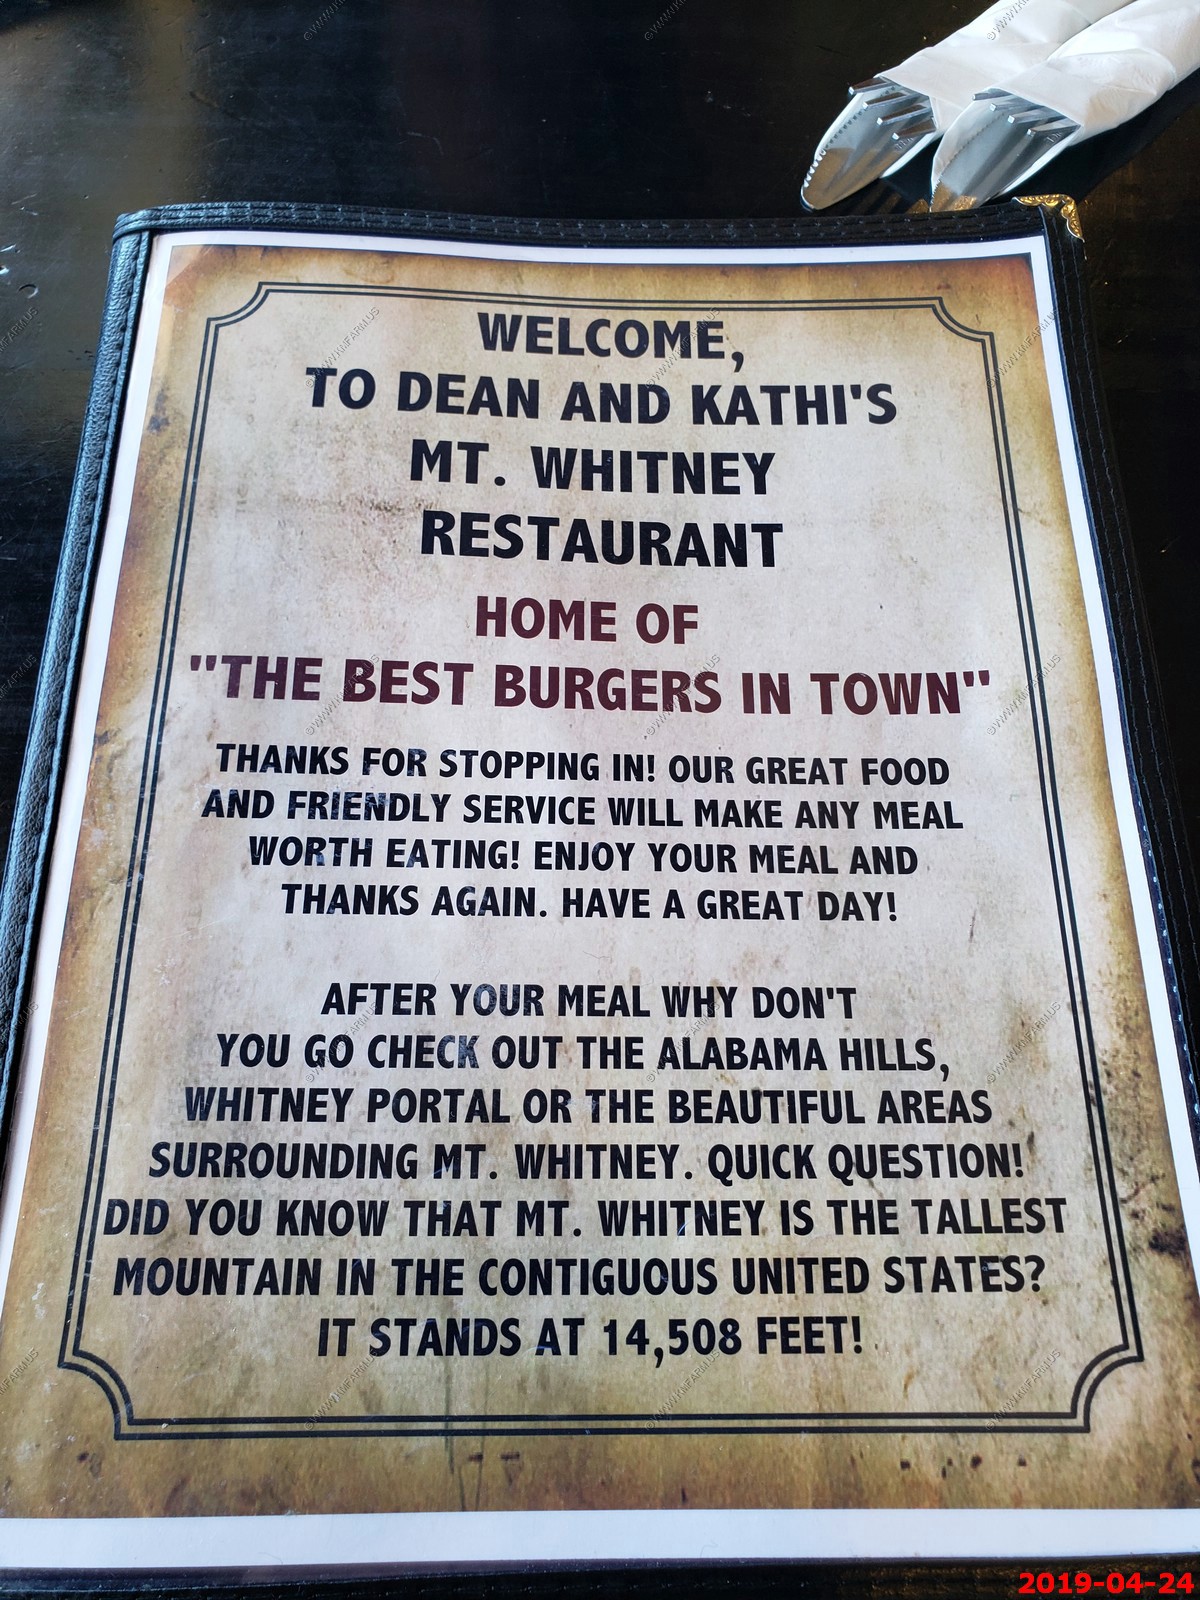 WELCOME,
TO DEAN AND KATHI'S
MT. WHITNEY
RESTAURANT
HOME OF
"THE BEST BURGERS IN TOWN"
THANKS FOR STOPPING IN! OUR GREAT FOOD
AND FRIENDLY SERVICE WILL MAKE ANY MEAL
WORTH EATING! ENJOY YOUR MEAL AND
THANKS AGAIN. HAVE A GREAT DAY!
AFTER YOUR MEAL WHY DON'T
YOU GO CHECK OUT THE ALABAMA HILLS,
WHITNEY PORTAL OR THE BEAUTIFUL AREAS
SURROUNDING MT. WHITNEY. QUICK QUESTION!
DID YOU KNOW THAT MT. WHITNEY IS THE TALLEST
MOUNTAIN IN THE CONTIGUOUS UNITED STATES?
IT STANDS AT 14,508 FEET!
©WWW.KMFARM.US
2019-04-24